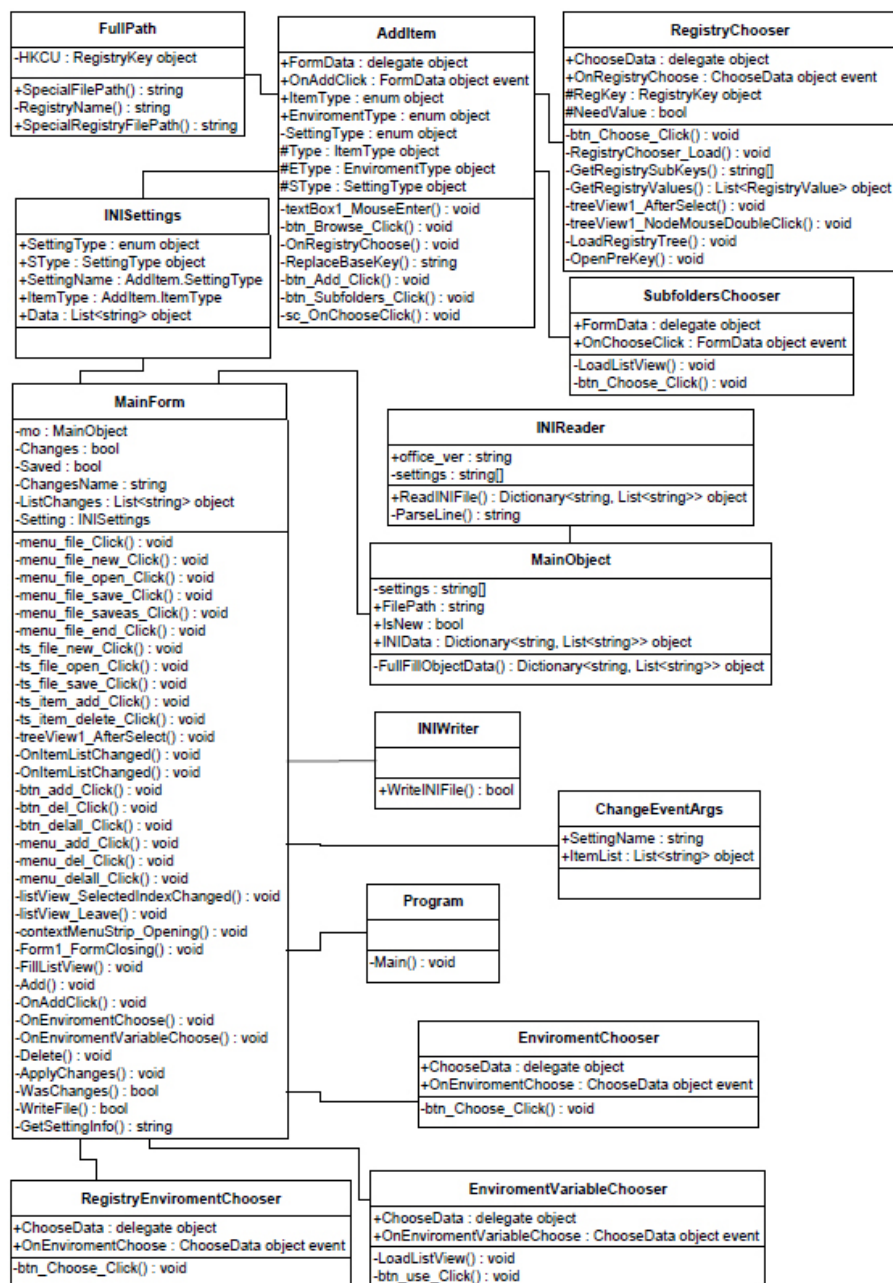 FullPath
-HKCU : RegistryKey object
+SpecialFilePath() : string
-RegistryName() : string
+SpecialRegistryFilePath() : string
AddItem
+FormData : delegate object
+OnAddClick : FormData object event
+ItemType : enum object
+EnviromentType : enum object
-SettingType : enum object
#Type : ItemType object
#EType : EnviromentType object
#SType : SettingType object
-textBox1_MouseEnter() : void
-btn_Browse_Click() : void
-OnRegistryChoose() : void
-ReplaceBaseKey() : string
-btn_Add_Click() : void
-btn_Subfolders_Click() : void
-sc_OnChooseClick() : void
RegistryChooser
+ChooseData : delegate object
+OnRegistryChoose : ChooseData object event
#RegKey : RegistryKey object
#NeedValue : bool
-btn_Choose_Click() : void
-RegistryChooser_Load() : void
-GetRegistrySubKeys() : string[]
-GetRegistryValues() : List<RegistryValue> object
-treeView1_AfterSelect() : void
-treeView1_NodeMouseDoubleClick() : void
-LoadRegistryTree() : void
-OpenPreKey() : void
INISettings
+SettingType : enum object
+SType : SettingType object
+SettingName : AddItem.SettingType
+ItemType : AddItem.ItemType
+Data : List<string> object
SubfoldersChooser
+FormData : delegate object
+OnChooseClick : FormData object event
-LoadListView() : void
-btn_Choose_Click() : void
MainForm
-mo : MainObject
-Changes : bool
-Saved : bool
-ChangesName : string
-ListChanges : List<string> object
-Setting : INISettings
-menu_file_Click() : void
-menu_file_new_Click() : void
-menu_file_open_Click() : void
-menu_file_save_Click() : void
-menu_file_saveas_Click() : void
-menu_file_end_Click() : void
-ts_file_new_Click() : void
-ts_file_open_Click() : void
-ts_file_save_Click() : void
-ts_item_add_Click() : void
-ts_item_delete_Click() : void
-treeView1_AfterSelect() : void
-OnItemListChanged() : void
-OnItemListChanged() : void
-btn_add_Click() : void
-btn_del_Click() : void
-btn_delall_Click() : void
-menu_add_Click() : void
-menu_del_Click() : void
-menu_delall_Click() : void
-listView_SelectedIndexChanged() : void
-listView_Leave() : void
-contextMenuStrip_Opening() : void
-Form1_FormClosing() : void
-FillListView() : void
-Add() : void
-OnAddClick() : void
-OnEnviromentChoose() : void
-OnEnviromentVariableChoose() : void
-Delete() : void
-ApplyChanges() : void
-WasChanges() : bool
-WriteFile() : bool
-GetSettingInfo() : string
INIReader
+office_ver : string
-settings : string[]
+ReadINIFile() : Dictionary<string, List<string>> object
-ParseLine() : string
MainObject
-settings : string[]
+FilePath : string
+IsNew : bool
+INIData : Dictionary<string, List<string>> object
-FullFillObjectData() : Dictionary<string, List<string>> object
INIWriter
+WriteINIFile() : bool
ChangeEventArgs
+SettingName : string
+ItemList : List<string> object
Program
-Main() : void
EnviromentChooser
+ChooseData : delegate object
+OnEnviromentChoose : ChooseData object event
-btn_Choose_Click() : void
RegistryEnviromentChooser
+ChooseData : delegate object
+OnEnviromentChoose : ChooseData object event
-btn_Choose_Click() : void
EnviromentVariableChooser
+ChooseData : delegate object
+OnEnviromentVariableChoose : ChooseData object event
-LoadListView() : void
-btn_use_Click() : void